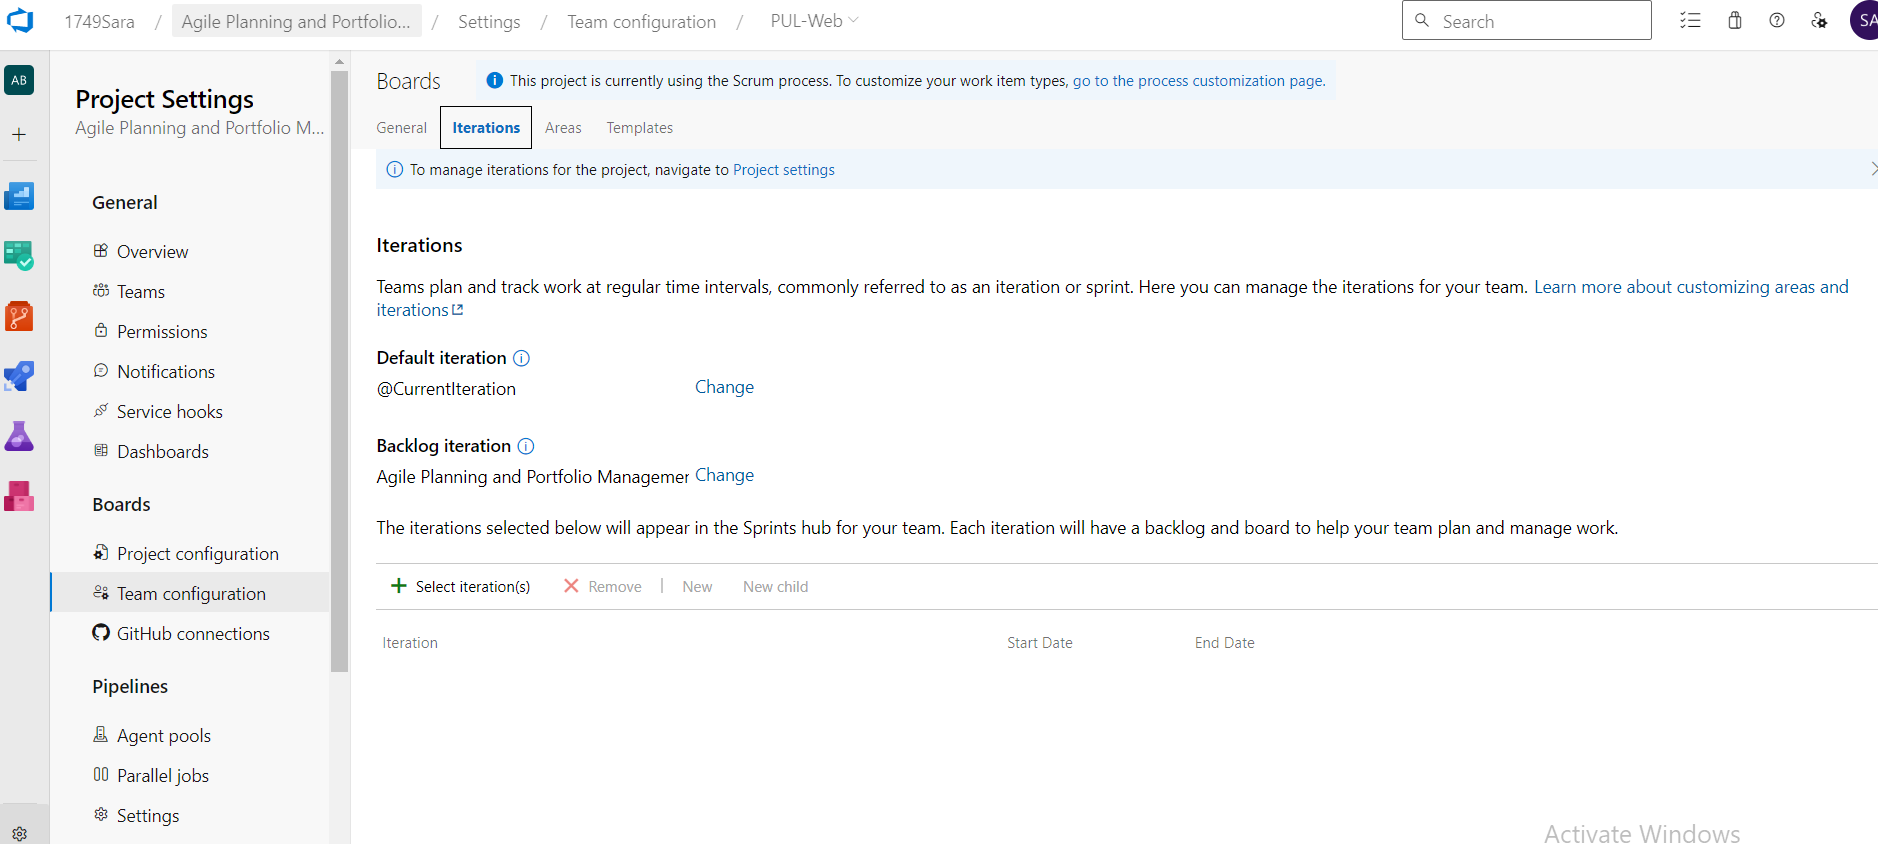 1749Sara / Agile Planning and Portfolio... / Settings / Team configuration / PUL-Web
Search
SA
AB
Project Settings
Agile Planning and Portfolio M...
General
Overview
Teams
Permissions
Notifications
Service hooks
Dashboards
Boards
Project configuration
Team configuration
GitHub connections
Pipelines
Agent pools
Parallel jobs
Settings
Boards
This project is currently using the Scrum process. To customize your work item types, go to the process customization page.
General Iterations Areas Templates
To manage iterations for the project, navigate to Project settings
Iterations
Teams plan and track work at regular time intervals, commonly referred to as an iteration or sprint. Here you can manage the iterations for your team. Learn more about customizing areas and
iterations
Default iteration
@CurrentIteration Change
Backlog iteration
Agile Planning and Portfolio Managemer Change
The iterations selected below will appear in the Sprints hub for your team. Each iteration will have a backlog and board to help your team plan and manage work.
Select iteration(s) Remove | New New child
Iteration Start Date End Date
Activate Windows